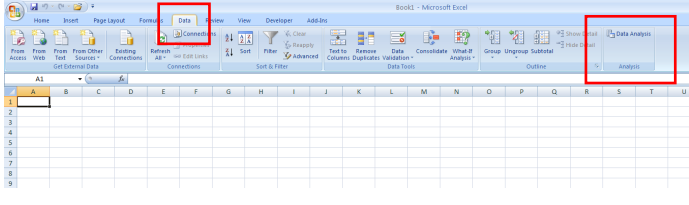 Book1 - Microsoft Excel
Home Insert Page Layout Formulas Data Review View Developer Add-Ins
From Access From Web From Text From Other Sources Existing Connections Refresh All Connections Edit Links Sort Filter Clear Reapply Advanced Text to Columns Remove Duplicates Data Validation Consolidate What-If Analysis Group Ungroup Subtotal Show Detail Hide Detail Data Analysis
Get External Data Connections Sort & Filter Data Tools Outline Analysis
A1 fx
A B C D E F G H I J K L M N O P Q R S T U
1
2
3
4
5
6
7
8
9